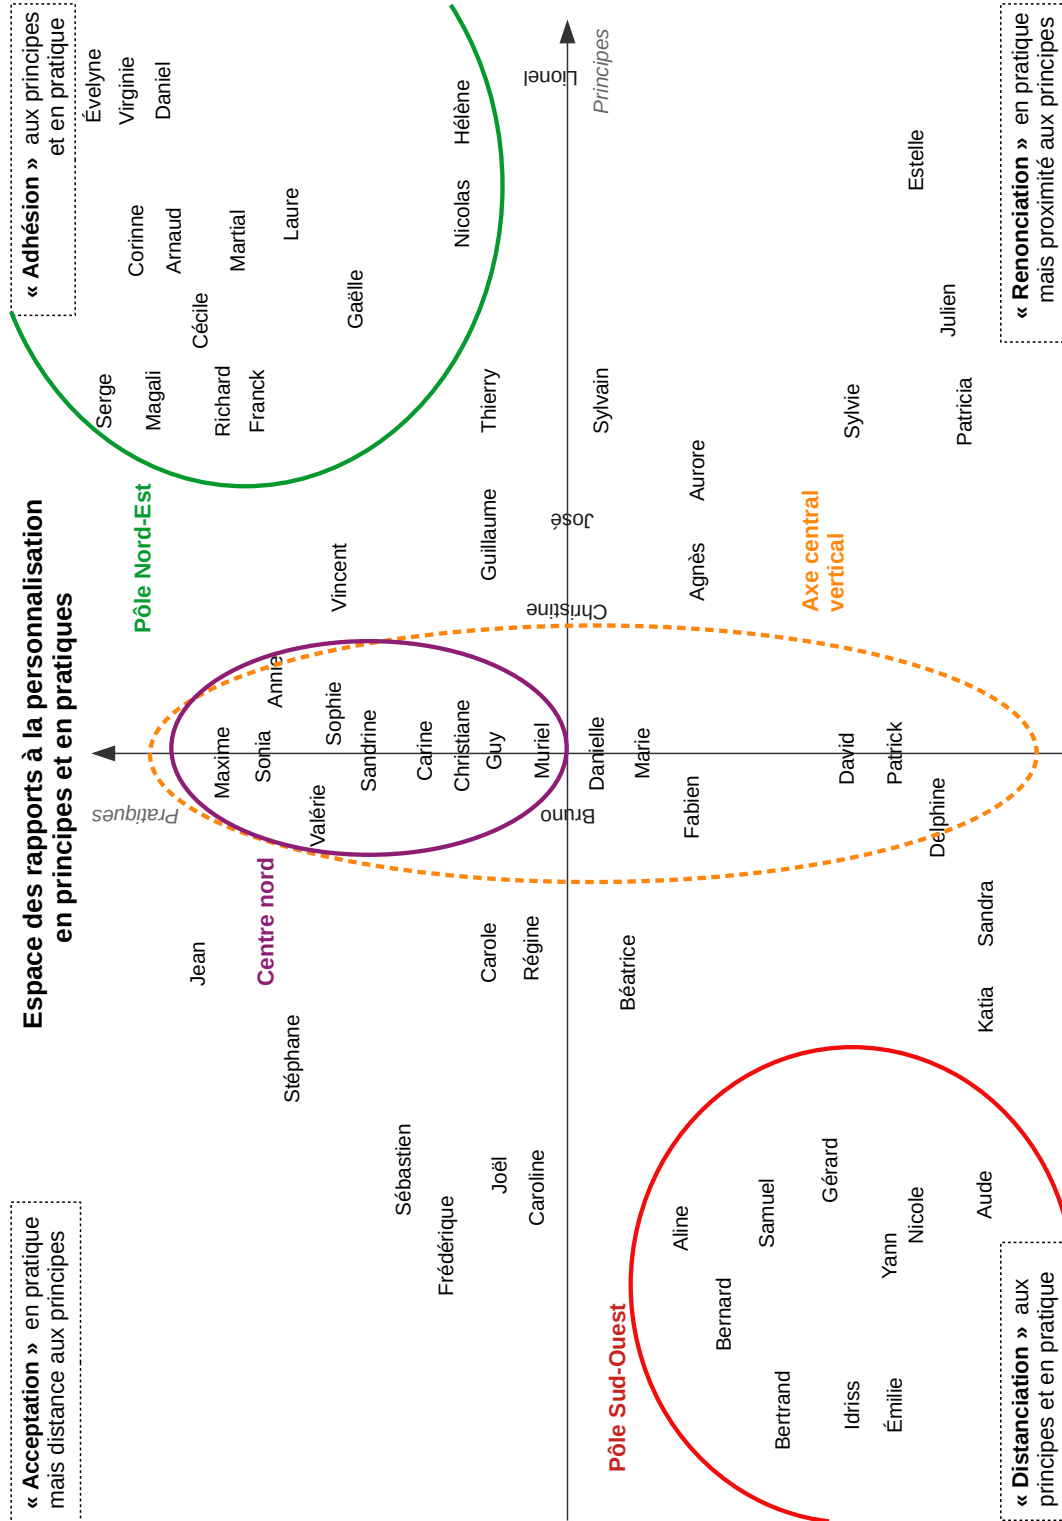 Espace des rapports à la personnalisation
en principes et en pratiques
« Acceptation » en pratique
mais distance aux principes
« Adhésion » aux principes
et en pratique
Pratiques
Principes
Centre nord
Pôle Nord-Est
Évelyne
Virginie
Daniel
Serge
Corinne
Magali
Arnaud
Cécile
Richard
Martial
Franck
Laure
Gaëlle
Nicolas
Hélène
Thierry
Guillaume
Vincent
Jean
Stéphane
Sébastien
Frédérique
Joël
Caroline
Carole
Régine
Maxime
Sonia
Annie
Valérie
Sophie
Sandrine
Carine
Christiane
Guy
Muriel
Bruno
Christine
José
Lionel
Danielle
Marie
Sylvain
Béatrice
Fabien
Agnès
Aurore
Axe central
vertical
David
Patrick
Delphine
Sylvie
Estelle
Julien
Patricia
Sandra
Katia
Pôle Sud-Ouest
Aline
Bernard
Samuel
Bertrand
Gérard
Idriss
Yann
Émilie
Nicole
Aude
« Distanciation » aux
principes et en pratique
« Renonciation » en pratique
mais proximité aux principes